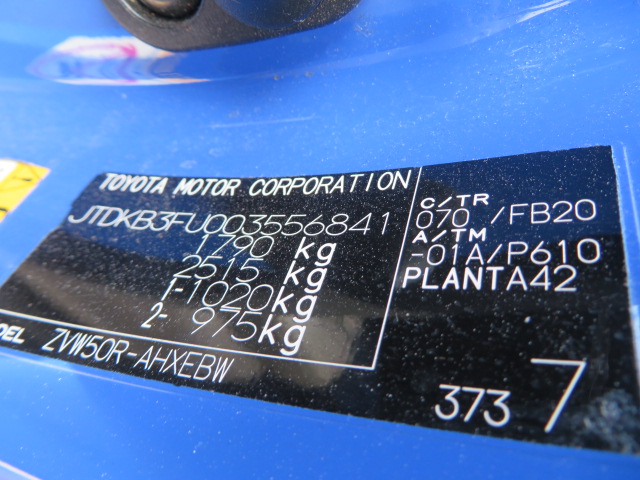 TOYOTA MOTOR CORPORATION
JTDKB3FU003556841
1790 kg
2515 kg
1-1020kg
2- 975kg
DEL ZVW50R-AHXEBW
C/TR
070 /FB20
A/TM
-01A/P610
PLANTA42
373 7